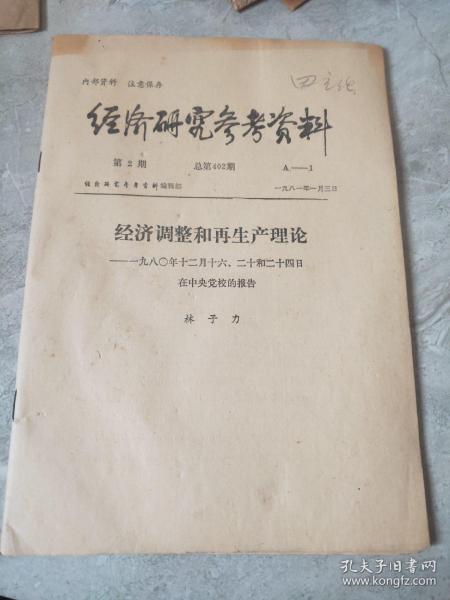 内部资料 注意保存
经济研究参考资料
第2期 总第402期 A——1
经济研究参考资料编辑部 一九八一年一月三日
经济调整和再生产理论
——一九八〇年十二月十六、二十和二十四日
在中央党校的报告
林子力
孔夫子旧书网
www.kongfz.com